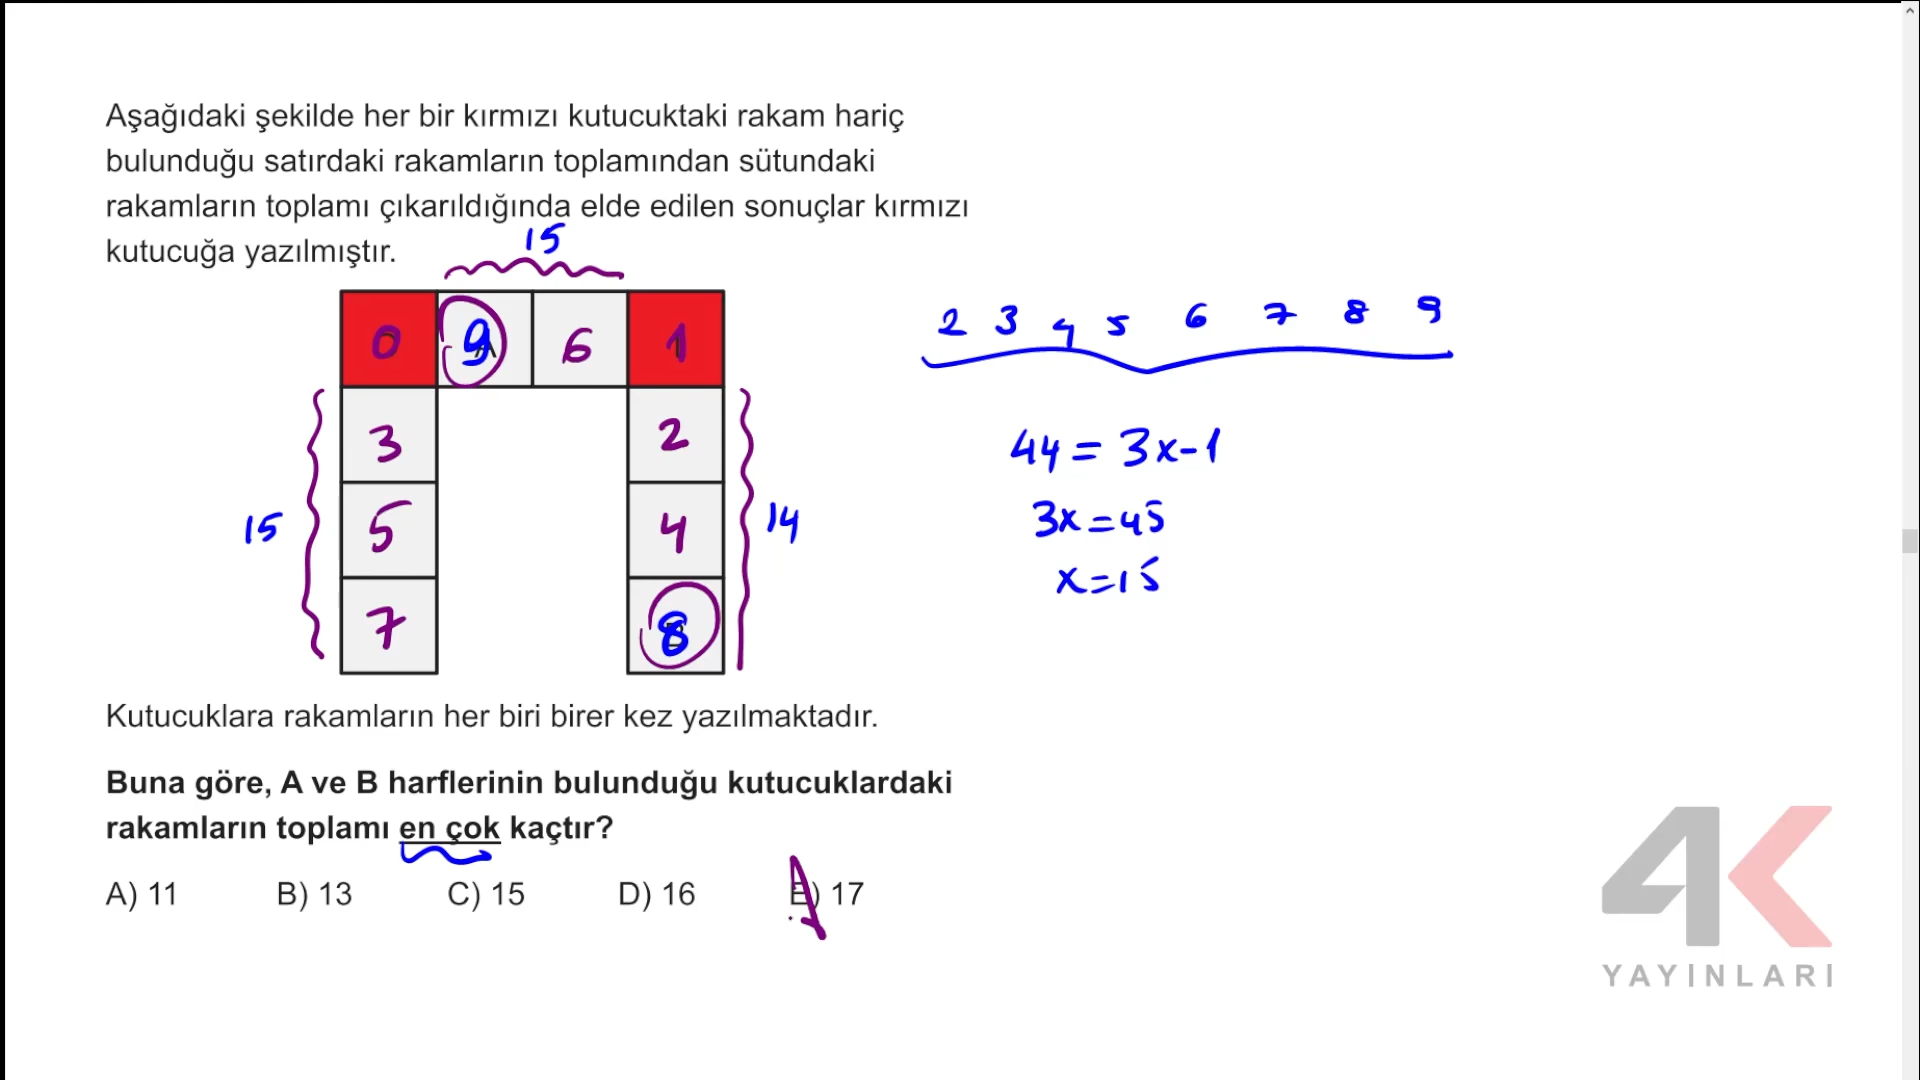 Aşağıdaki şekilde her bir kırmızı kutucuktaki rakam hariç
bulunduğu satırdaki rakamların toplamından sütundaki
rakamların toplamı çıkarıldığında elde edilen sonuçlar kırmızı
kutucuğa yazılmıştır.
15
0 9 6 1
3 2
5 4
7 8
15
14
2 3 4 5 6 7 8 9
44 = 3x-1
3x=45
x=15
Kutucuklara rakamların her biri birer kez yazılmaktadır.
Buna göre, A ve B harflerinin bulunduğu kutucuklardaki
rakamların toplamı en çok kaçtır?
A) 11 B) 13 C) 15 D) 16 E) 17
4K
YAYINLARI